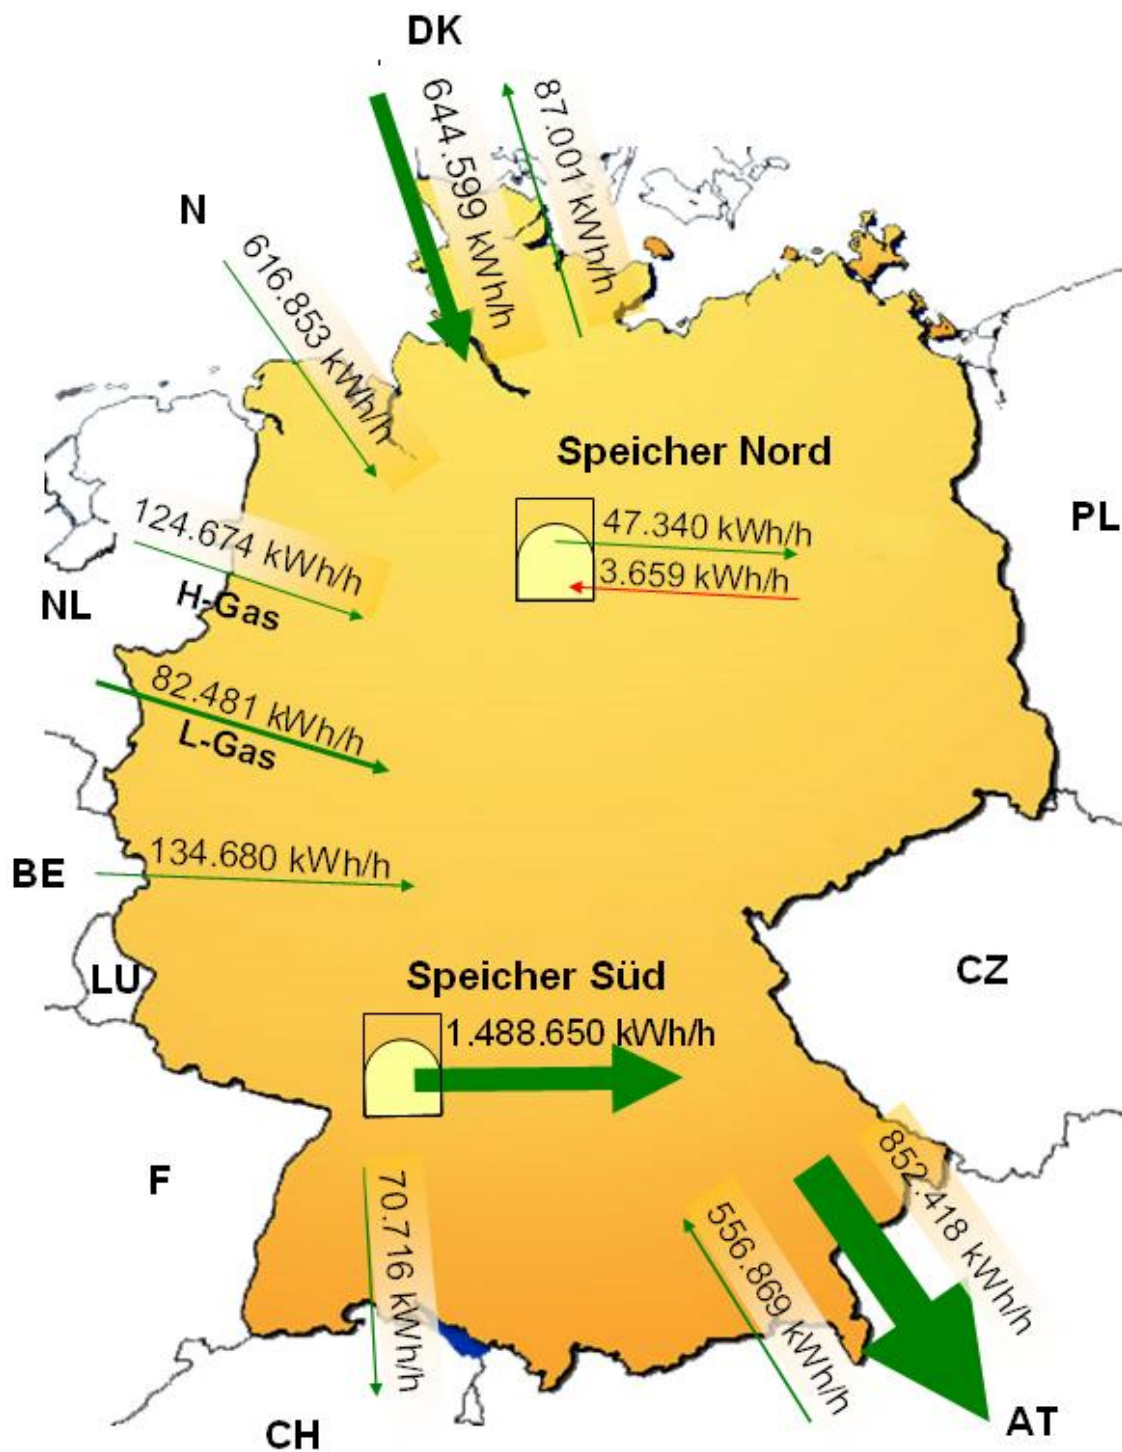 DK
644.599 kWh/h
87.001 kWh/h
N
616.853 kWh/h
Speicher Nord
47.340 kWh/h
3.659 kWh/h
PL
124.674 kWh/h
H-Gas
NL
82.481 kWh/h
L-Gas
134.680 kWh/h
BE
LU
Speicher Süd
CZ
1.488.650 kWh/h
F
70.716 kWh/h
556.869 kWh/h
852.418 kWh/h
CH
AT